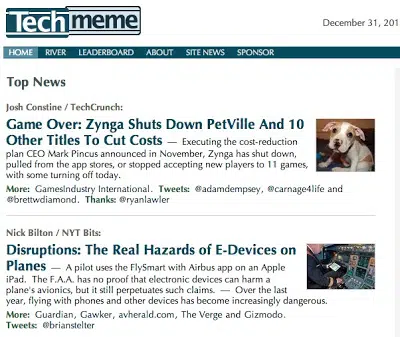 Techmeme
December 31, 201
HOME RIVER LEADERBOARD ABOUT SITE NEWS SPONSOR
Top News
Josh Constine / TechCrunch:
Game Over: Zynga Shuts Down PetVille And 10
Other Titles To Cut Costs — Executing the cost-reduction
plan CEO Mark Pincus announced in November, Zynga has shut down,
pulled from the app stores, or stopped accepting new players to 11 games,
with some turning off today.
More: GamesIndustry International. Tweets: @adamdempsey, @carnage4life and
@brettwdiamond. Thanks: @ryanlawler
Nick Bilton / NYT Bits:
Disruptions: The Real Hazards of E-Devices on
Planes — A pilot uses the FlySmart with Airbus app on an Apple
iPad. The F.A.A. has no proof that electronic devices can harm a
plane's avionics, but it still perpetuates such claims. — Over the last
year, flying with phones and other devices has become increasingly dangerous.
More: Guardian, Gawker, avherald.com, The Verge and Gizmodo.
Tweets: @brianstelter